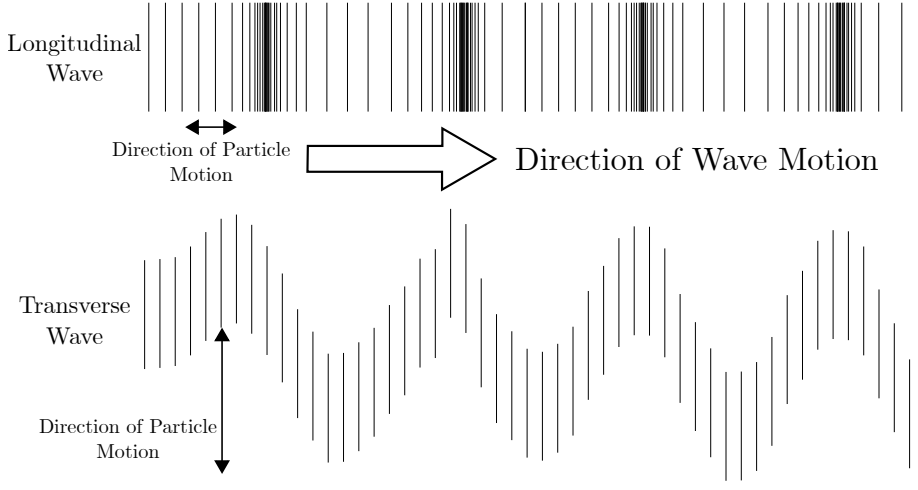 Longitudinal
Wave
Direction of Particle
Motion
Direction of Wave Motion
Transverse
Wave
Direction of Particle
Motion